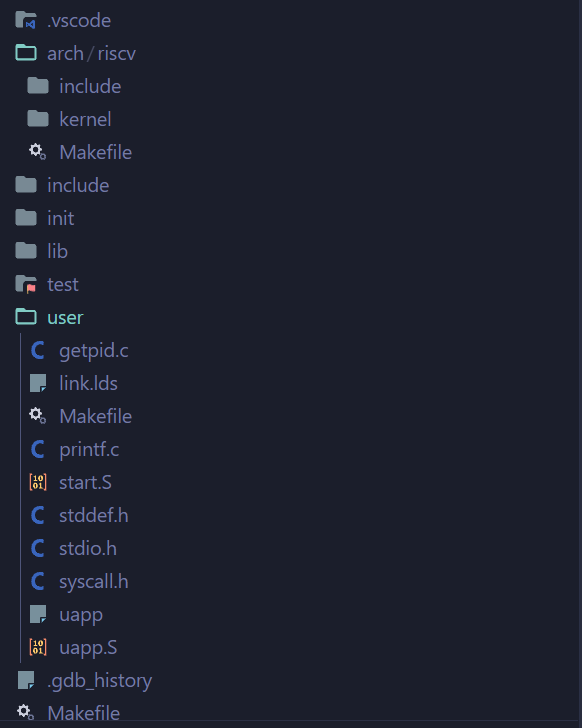 .vscode
arch/riscv
include
kernel
Makefile
include
init
lib
test
user
getpid.c
link.lds
Makefile
printf.c
start.S
stddef.h
stdio.h
syscall.h
uapp
uapp.S
.gdb_history
Makefile